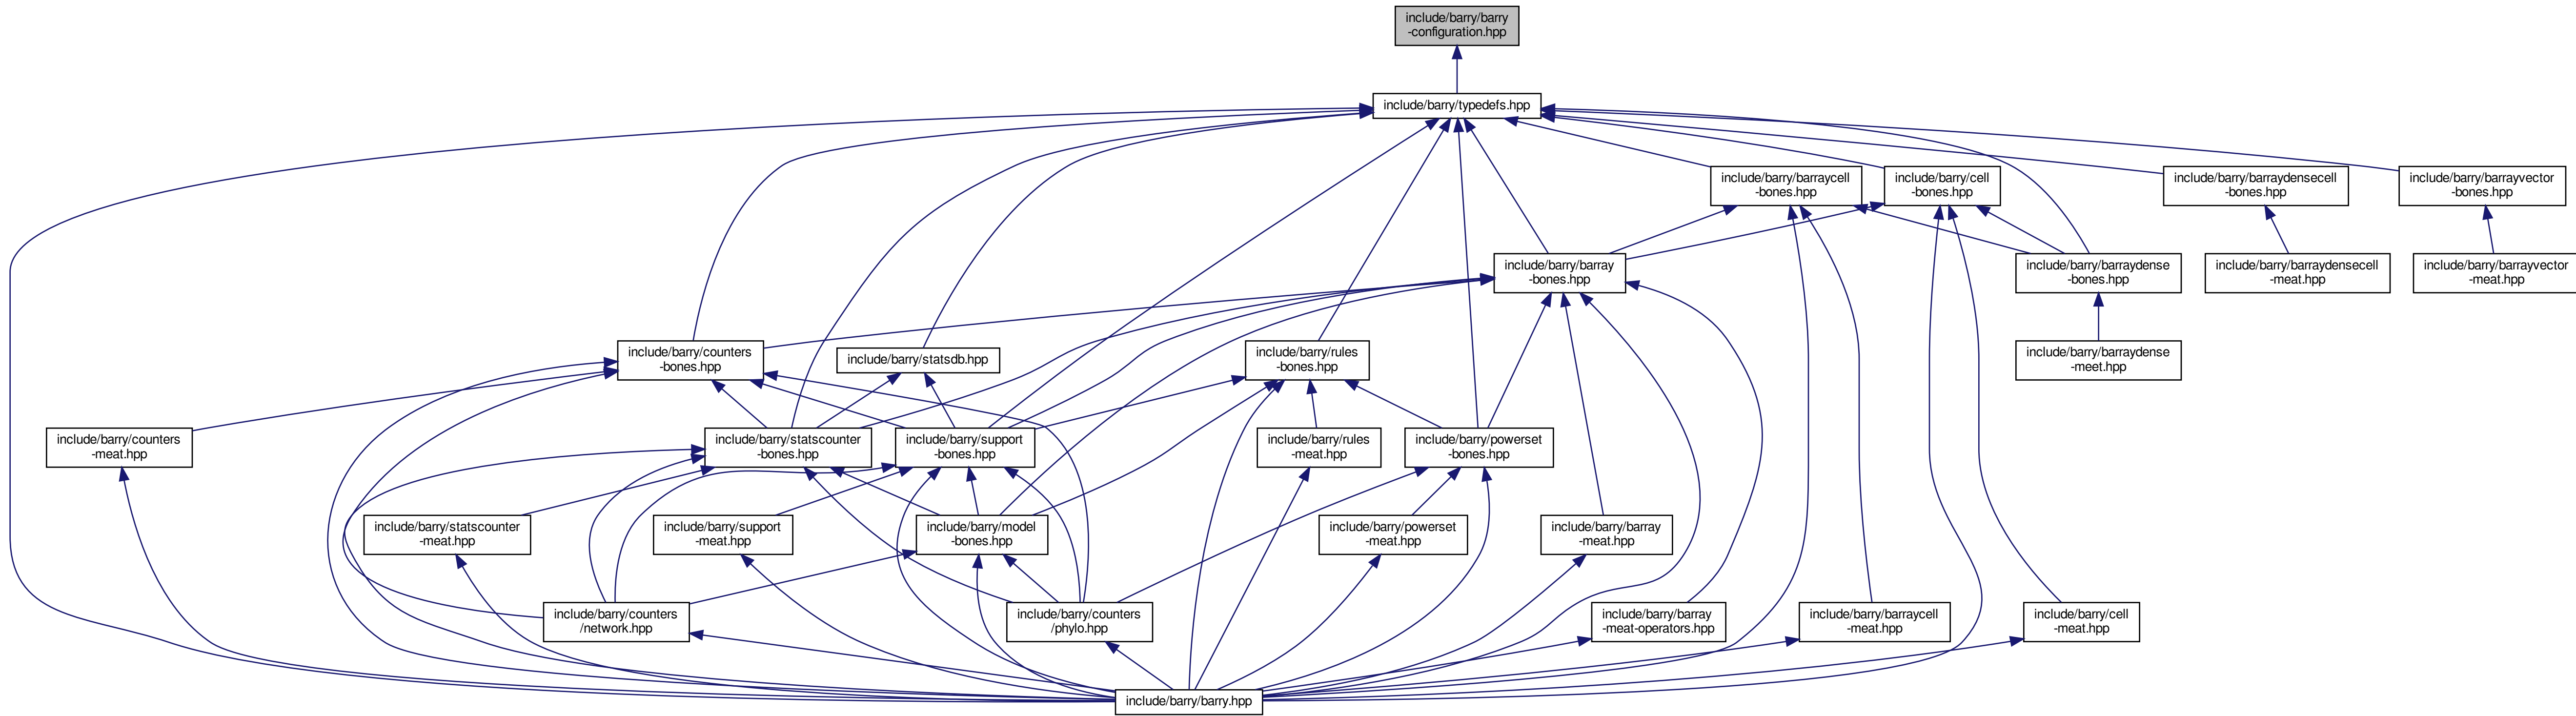 include/barry/barry
-configuration.hpp
include/barry/typedefs.hpp
include/barry/barraycell
-bones.hpp
include/barry/cell
-bones.hpp
include/barry/barraydensecell
-bones.hpp
include/barry/barrayvector
-bones.hpp
include/barry/barray
-bones.hpp
include/barry/barraydense
-bones.hpp
include/barry/barraydensecell
-meat.hpp
include/barry/barrayvector
-meat.hpp
include/barry/counters
-bones.hpp
include/barry/statsdb.hpp
include/barry/rules
-bones.hpp
include/barry/barraydense
-meet.hpp
include/barry/counters
-meat.hpp
include/barry/statscounter
-bones.hpp
include/barry/support
-bones.hpp
include/barry/rules
-meat.hpp
include/barry/powerset
-bones.hpp
include/barry/statscounter
-meat.hpp
include/barry/support
-meat.hpp
include/barry/model
-bones.hpp
include/barry/powerset
-meat.hpp
include/barry/barray
-meat.hpp
include/barry/counters
/network.hpp
include/barry/counters
/phylo.hpp
include/barry/barray
-meat-operators.hpp
include/barry/barraycell
-meat.hpp
include/barry/cell
-meat.hpp
include/barry/barry.hpp